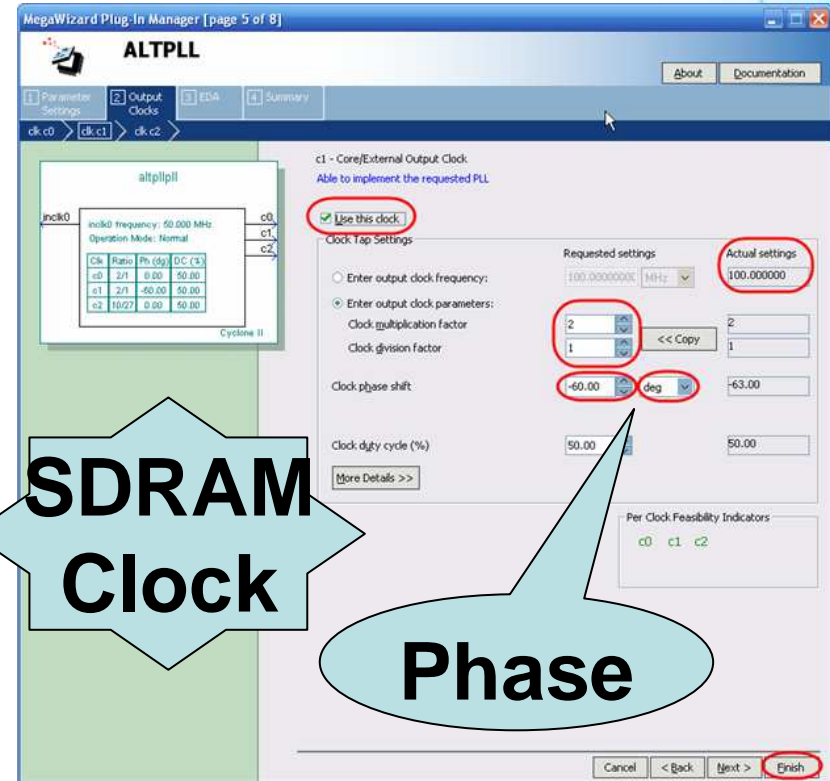 MegaWizard Plug-In Manager [page 5 of 8]
ALTPLL
About
Documentation
1 Parameter Settings
2 Output Clocks
3 EDA
4 Summary
clk c0
clk c1
clk c2
altpllpll
inclk0
inclk0 frequency: 50.000 MHz
Operation Mode: Normal
Clk Ratio Ph (dg) DC (%)
c0 2/1 0.00 50.00
c1 2/1 -60.00 50.00
c2 10/27 0.00 50.00
c0
c1
c2
Cyclone II
c1 - Core/External Output Clock
Able to implement the requested PLL
Use this clock
Clock Tap Settings
Requested settings
Actual settings
Enter output clock frequency:
MHz
100.000000
Enter output clock parameters:
Clock multiplication factor
2
2
Clock division factor
1
<< Copy
1
Clock phase shift
-60.00
deg
-63.00
Clock duty cycle (%)
50.00
50.00
More Details >>
Per Clock Feasibility Indicators
c0 c1 c2
SDRAM
Clock
Phase
Cancel
< Back
Next >
Finish